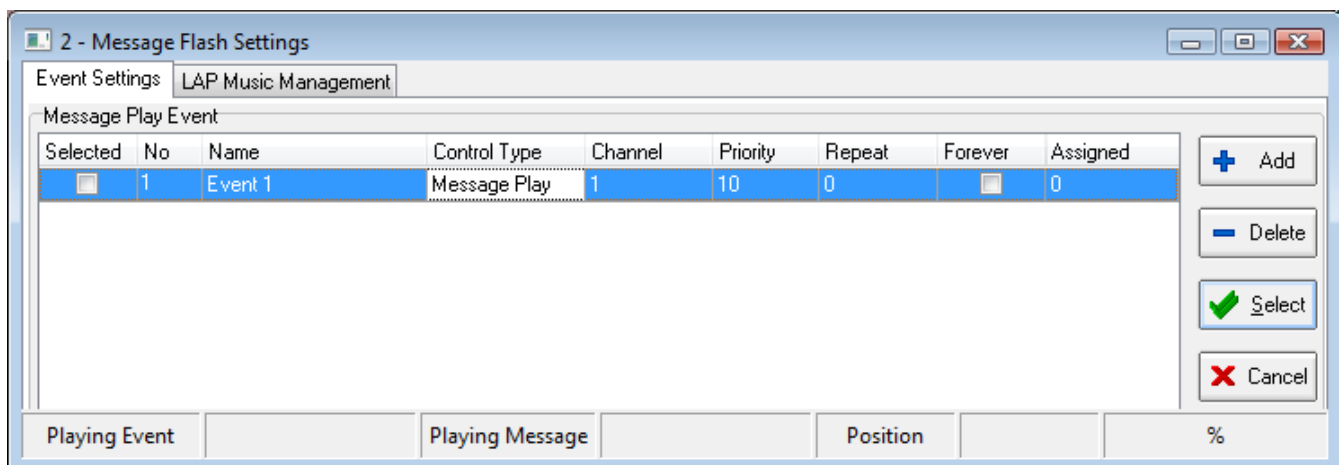 2 - Message Flash Settings
Event Settings LAP Music Management
Message Play Event
Selected No Name Control Type Channel Priority Repeat Forever Assigned
1 Event 1 Message Play 1 10 0 0
Add
Delete
Select
Cancel
Playing Event Playing Message Position %